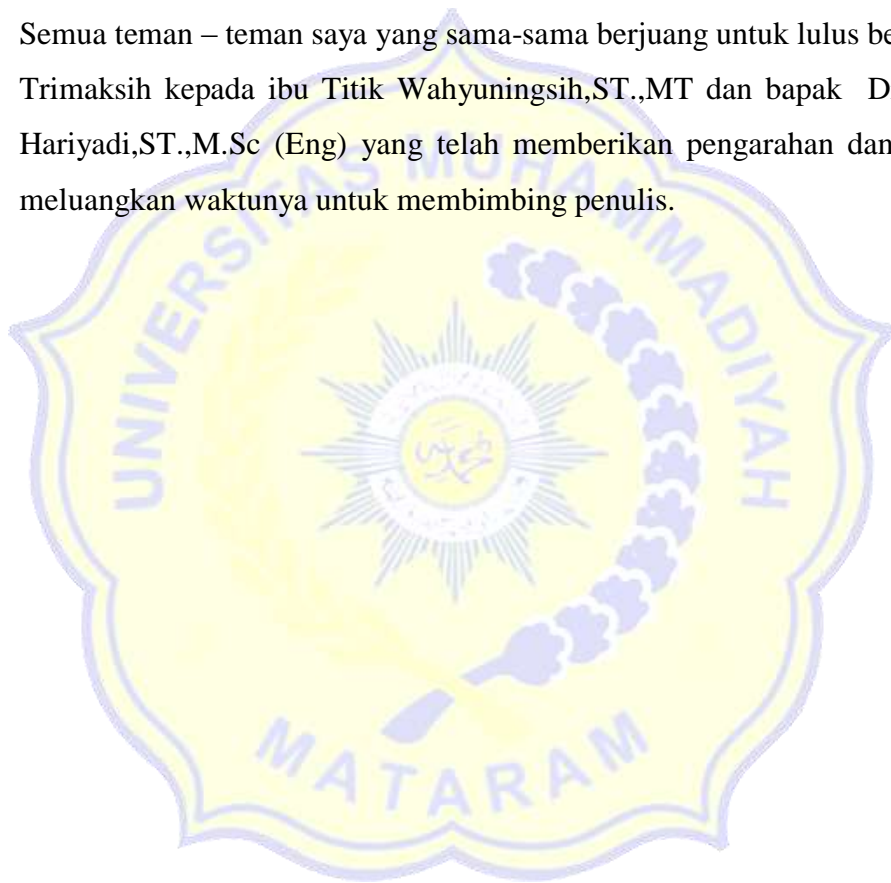 Semua teman – teman saya yang sama-sama berjuang untuk lulus
Trimaksih kepada ibu Titik Wahyuningsih,ST.,MT dan bapak
Hariyadi,ST.,M.Sc (Eng) yang telah memberikan pengarahan dan
meluangkan waktunya untuk membimbing penulis.
UNIVERSITAS MUHAMMADIYAH
MATARAM